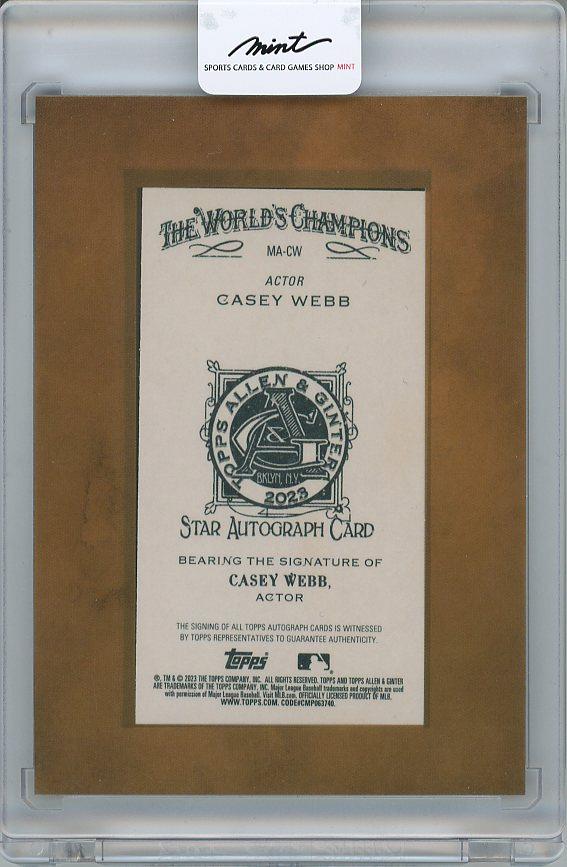 mint
SPORTS CARDS & CARD GAMES SHOP MINT
THE WORLD'S CHAMPIONS
MA-CW
ACTOR
CASEY WEBB
TOPPS ALLEN & GINTER
A & G
BKLYN, N.Y.
2023
STAR AUTOGRAPH CARD
BEARING THE SIGNATURE OF
CASEY WEBB,
ACTOR
THE SIGNING OF ALL TOPPS AUTOGRAPH CARDS IS WITNESSED
BY TOPPS REPRESENTATIVES TO GUARANTEE AUTHENTICITY.
topps
®, TM & © 2023 THE TOPPS COMPANY, INC. ALL RIGHTS RESERVED. TOPPS AND TOPPS ALLEN & GINTER
ARE TRADEMARKS OF THE TOPPS COMPANY, INC. Major League Baseball trademarks and copyrights are used
with permission of Major League Baseball. Visit MLB.com. OFFICIALLY LICENSED PRODUCT OF MLB.
WWW.TOPPS.COM. CODE#CMP063740.